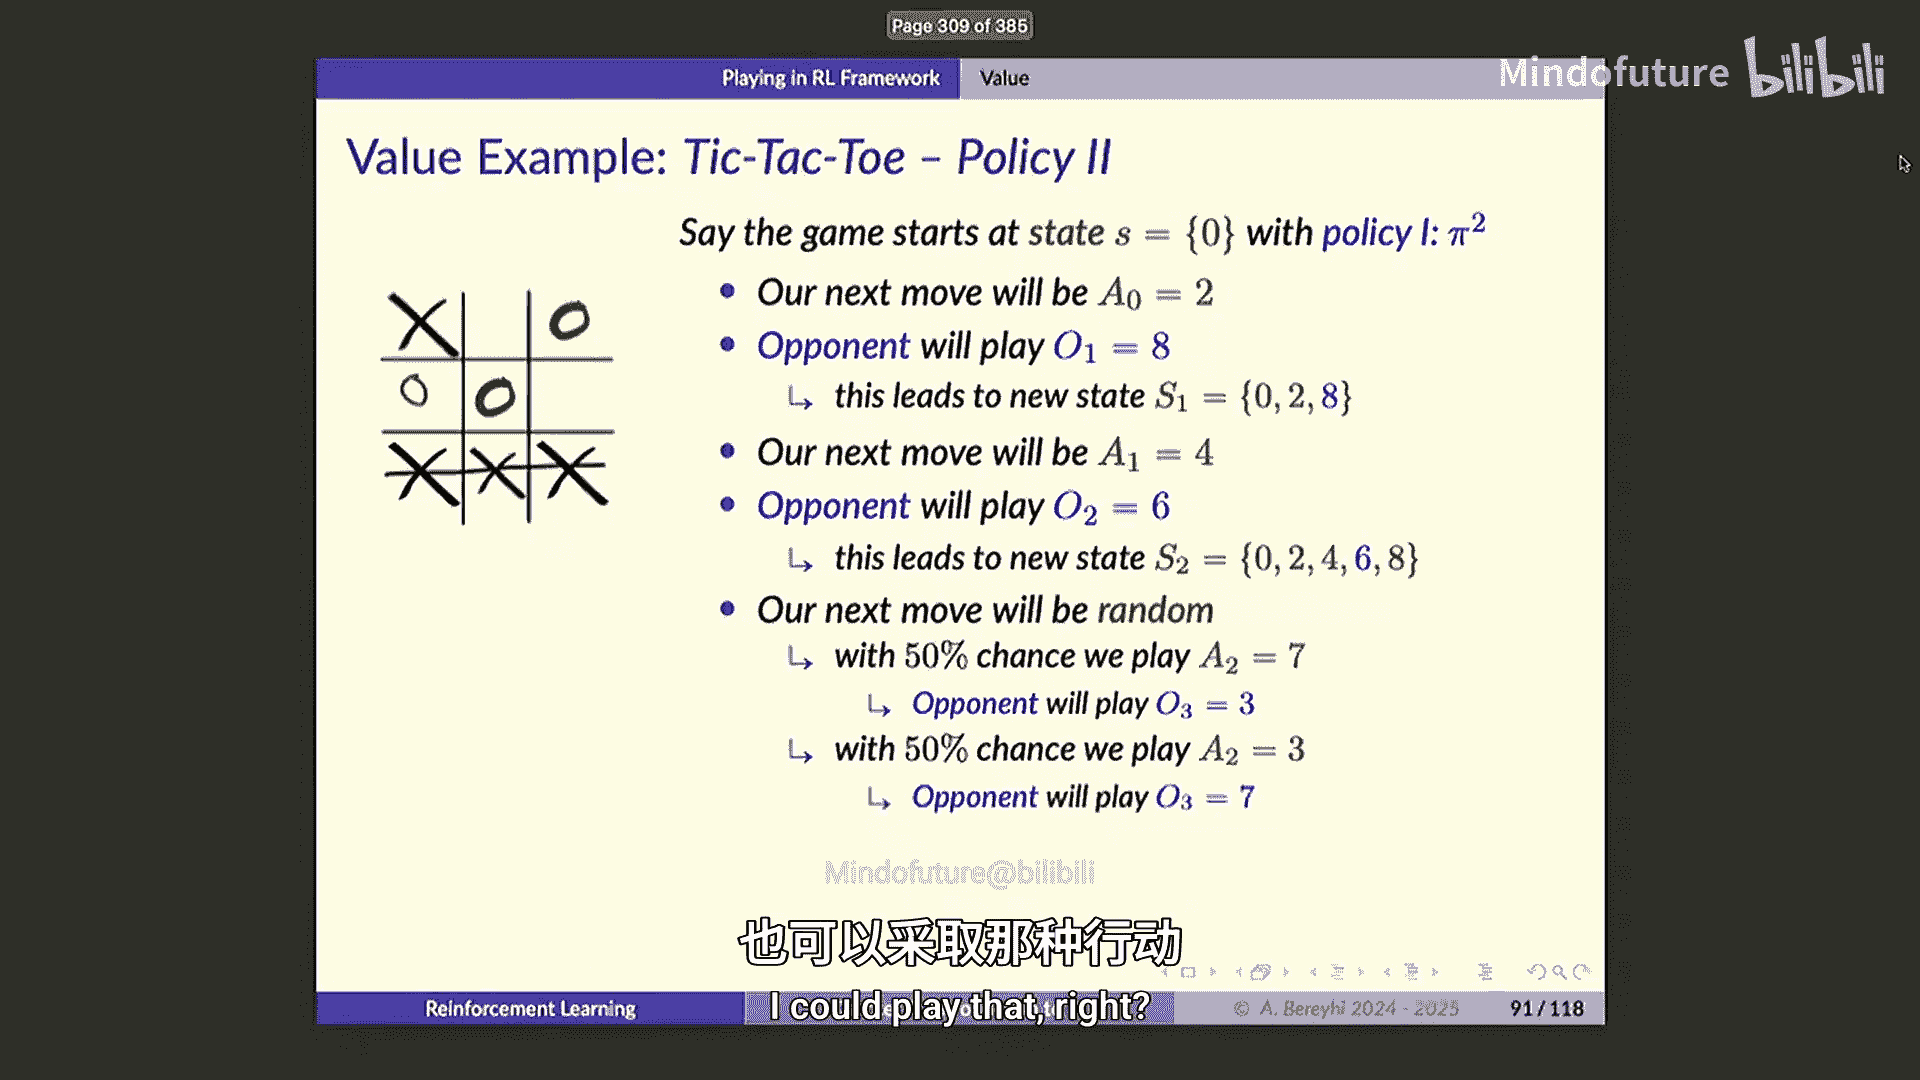 Page 309 of 385
Mindofuture bilibili
Playing in RL Framework Value
Value Example: Tic-Tac-Toe – Policy II
Say the game starts at state s = {0} with policy I: π²
• Our next move will be A₀ = 2
• Opponent will play O₁ = 8
↳ this leads to new state S₁ = {0, 2, 8}
• Our next move will be A₁ = 4
• Opponent will play O₂ = 6
↳ this leads to new state S₂ = {0, 2, 4, 6, 8}
• Our next move will be random
↳ with 50% chance we play A₂ = 7
↳ Opponent will play O₃ = 3
↳ with 50% chance we play A₂ = 3
↳ Opponent will play O₃ = 7
X O
O O
X X X
Mindofuture@bilibili
也可以采取那种行动
I could play that, right?
Reinforcement Learning © A. Bereyhi 2024 - 2025 91 / 118